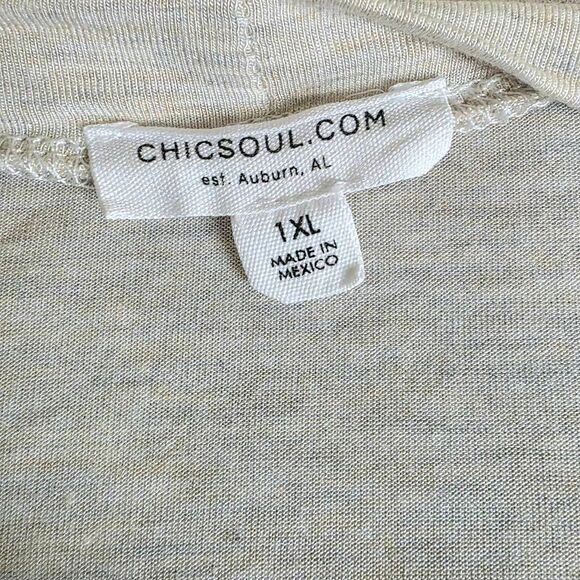 CHICSOUL.COM
est. Auburn, AL
1XL
MADE IN
MEXICO